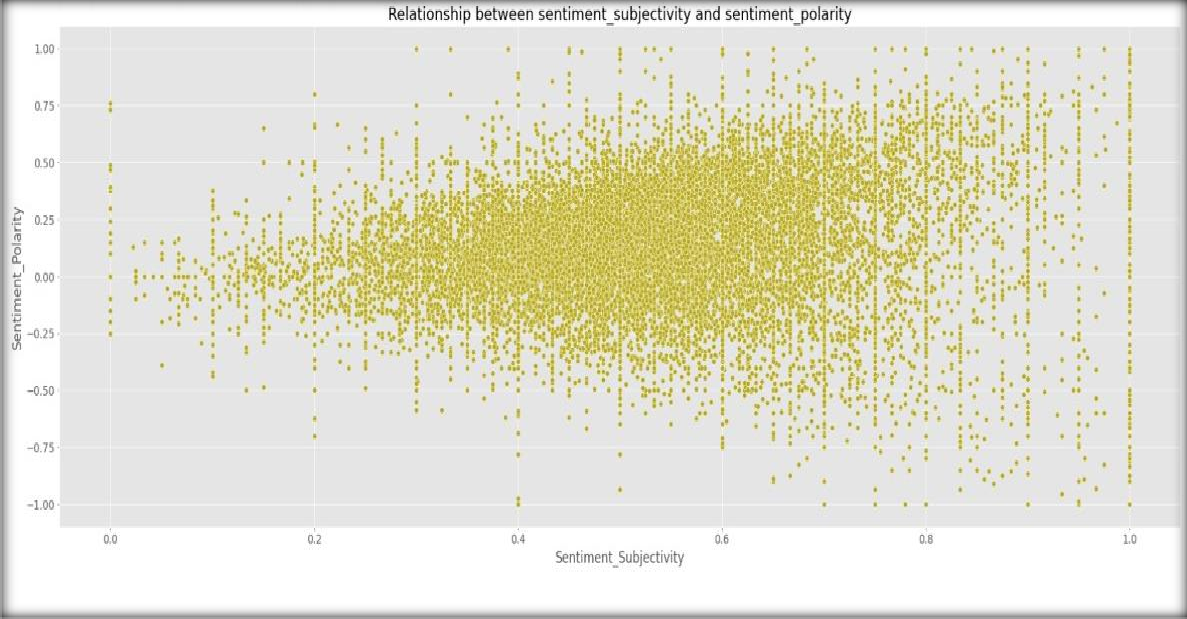 Relationship between sentiment_subjectivity and sentiment_polarity
Sentiment_Polarity
1.00
0.75
0.50
0.25
0.00
−0.25
−0.50
−0.75
−1.00
0.0 0.2 0.4 0.6 0.8 1.0
Sentiment_Subjectivity